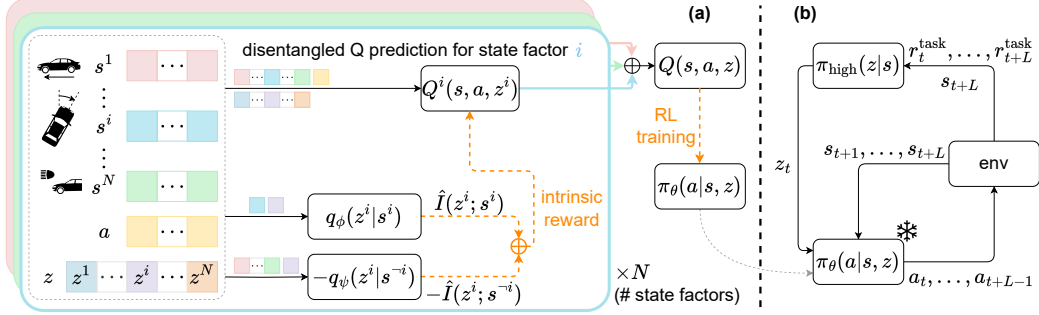 (a)
(b)
disentangled Q prediction for state factor i
s^1
···
⋮
s^i
···
⋮
s^N
···
a
···
z z^1 ··· z^i ··· z^N
··· ···
··· ···
Q^i(s, a, z^i)
q_ϕ(z^i|s^i)
Î(z^i; s^i)
···
−q_ψ(z^i|s^{¬i})
−Î(z^i; s^{¬i})
intrinsic
reward
×N
(# state factors)
Q(s, a, z)
RL
training
π_θ(a|s, z)
π_high(z|s)
r_t^task, . . . , r_{t+L}^task
s_{t+L}
z_t
s_{t+1}, . . . , s_{t+L}
env
π_θ(a|s, z)
a_t, . . . , a_{t+L−1}